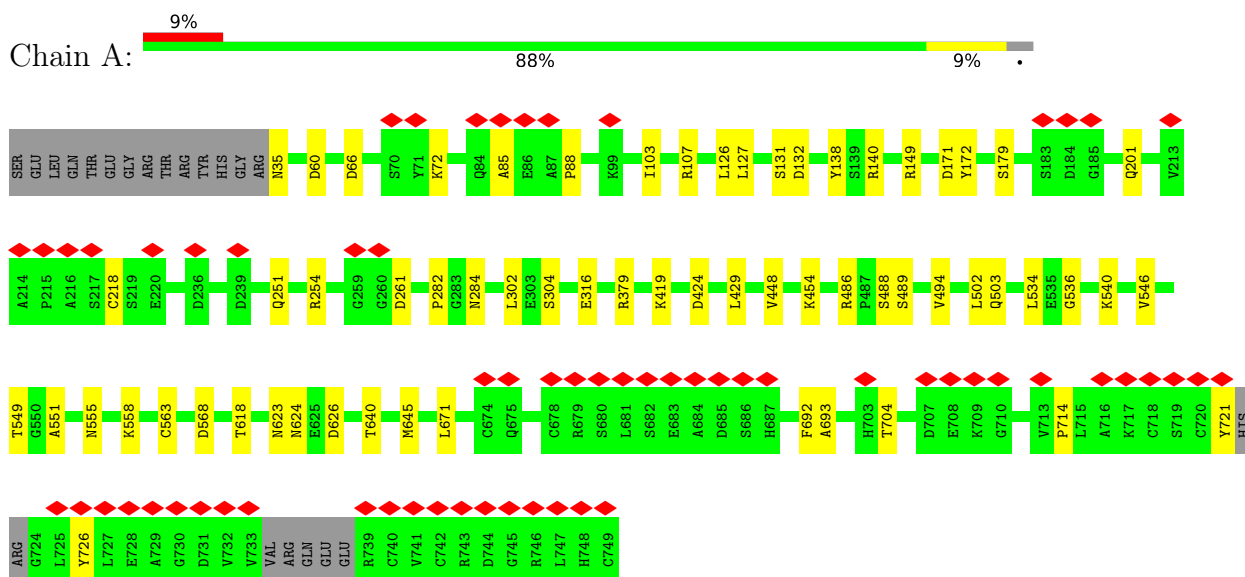 9%
Chain A:
88% 9% •
SER GLU LEU GLN THR GLU GLY ARG THR ARG TYR HIS GLY ARG N35 D60 D66 S70 Y71 K72 Q84 A85 E86 A87 P88 K99 I103 R107 L126 L127 S131 D132 Y138 S139 R140 R149 D171 Y172 S179 S183 D184 G185 Q201 V213
A214 P215 A216 S217 C218 S219 E220 D236 D239 Q251 R254 G259 G260 D261 P282 G283 N284 L302 E303 S304 E316 R379 K419 D424 L429 V448 K454 R486 P487 S488 S489 V494 L502 Q503 L534 E535 G536 K540 V546
T549 G550 A551 N555 K558 C563 D568 T618 N623 N624 E625 D626 T640 M645 L671 C674 Q675 C678 R679 S680 L681 S682 E683 A684 D685 S686 H687 F692 A693 H703 T704 D707 E708 K709 G710 V713 P714 L715 A716 K717 C718 S719 C720 Y721 HIS
ARG G724 L725 Y726 L727 E728 A729 G730 D731 V732 V733 VAL ARG GLN GLU GLU R739 C740 V741 C742 R743 D744 G745 R746 L747 H748 C749